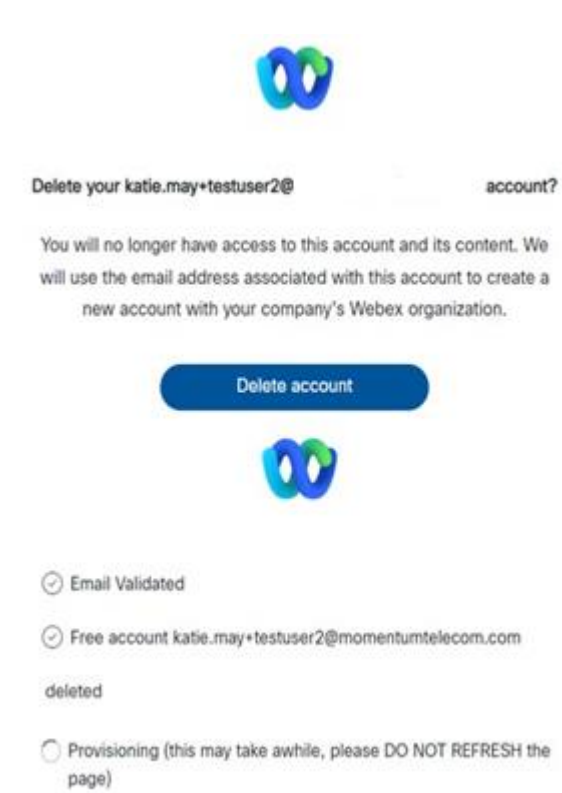 Delete your katie.may+testuser2@ account?
You will no longer have access to this account and its content. We
will use the email address associated with this account to create a
new account with your company's Webex organization.
Delete account
Email Validated
Free account katie.may+testuser2@momentumtelecom.com
deleted
Provisioning (this may take awhile, please DO NOT REFRESH the
page)